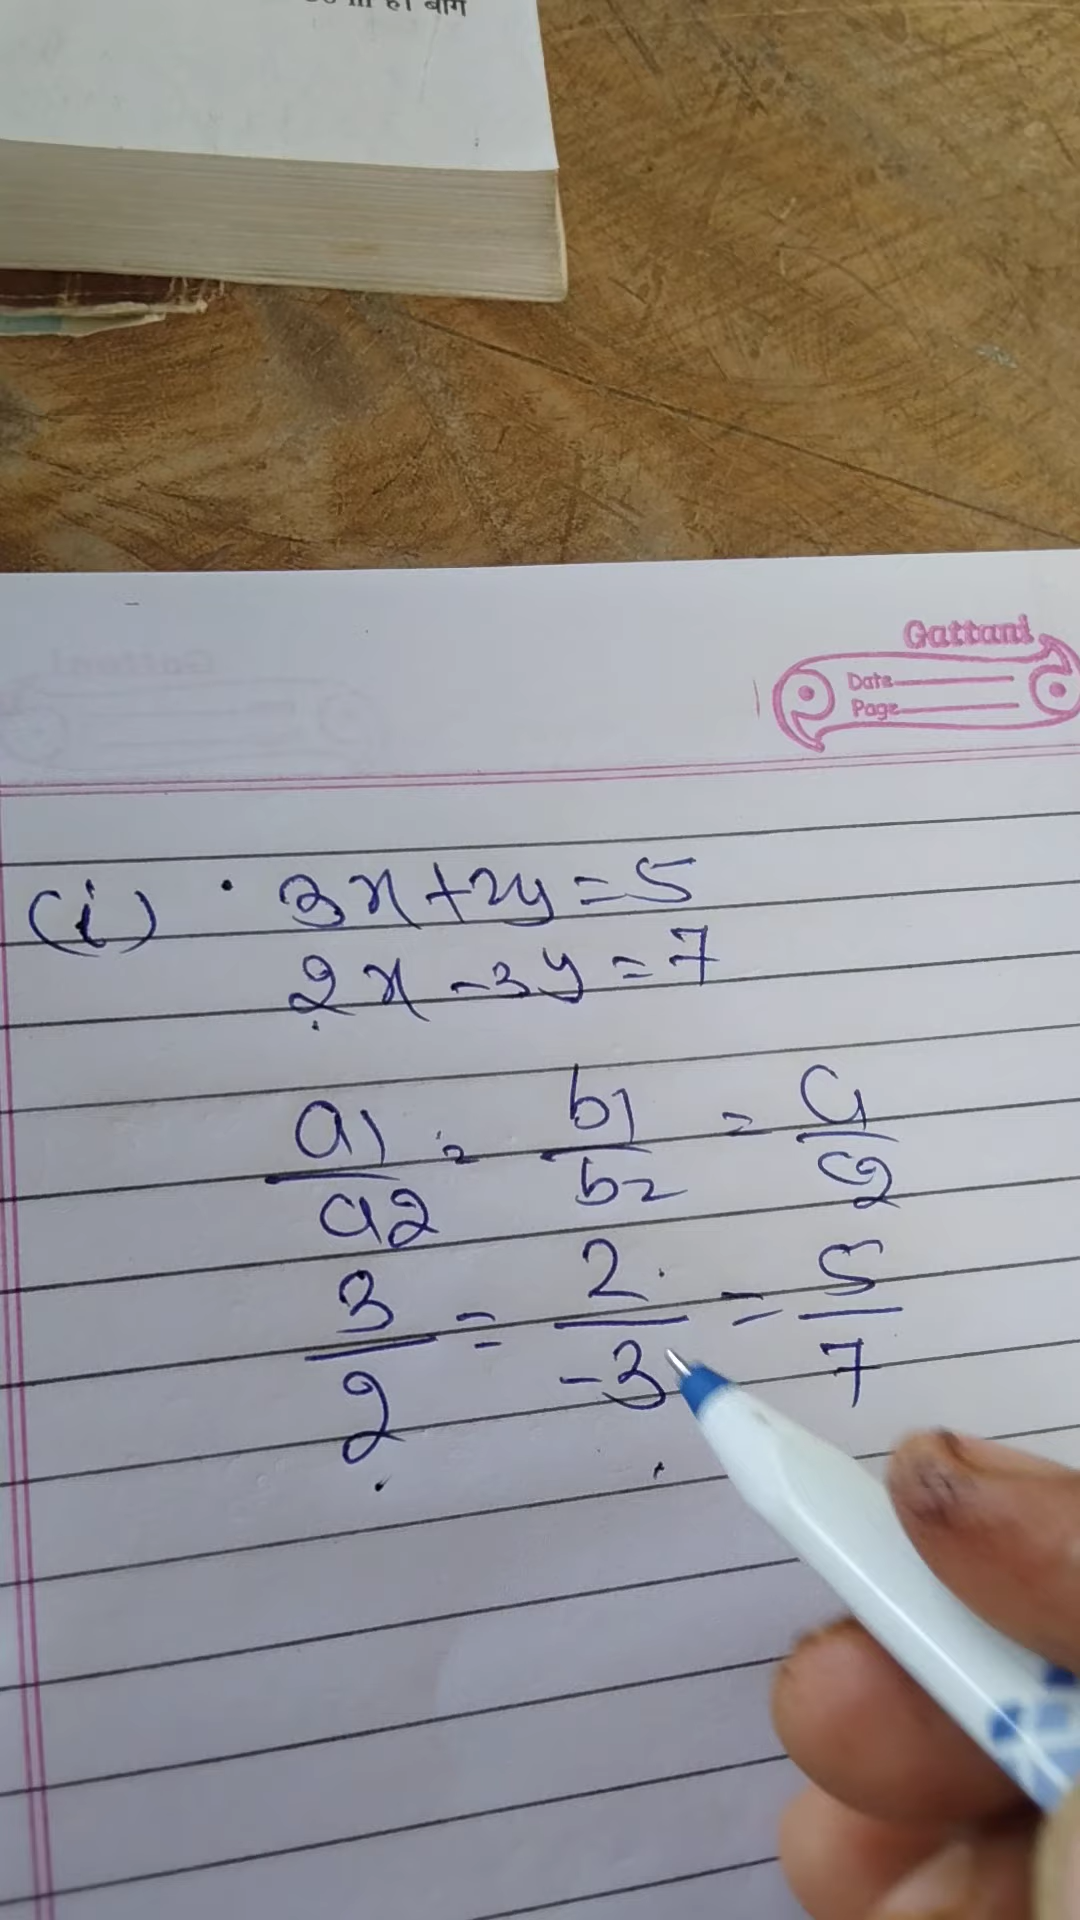 है। बाग
Gattani
Date
Page
(i) 3x+2y=5
2x-3y=7
a1/a2 = b1/b2 = c1/c2
3/2 = 2/-3 = 5/7